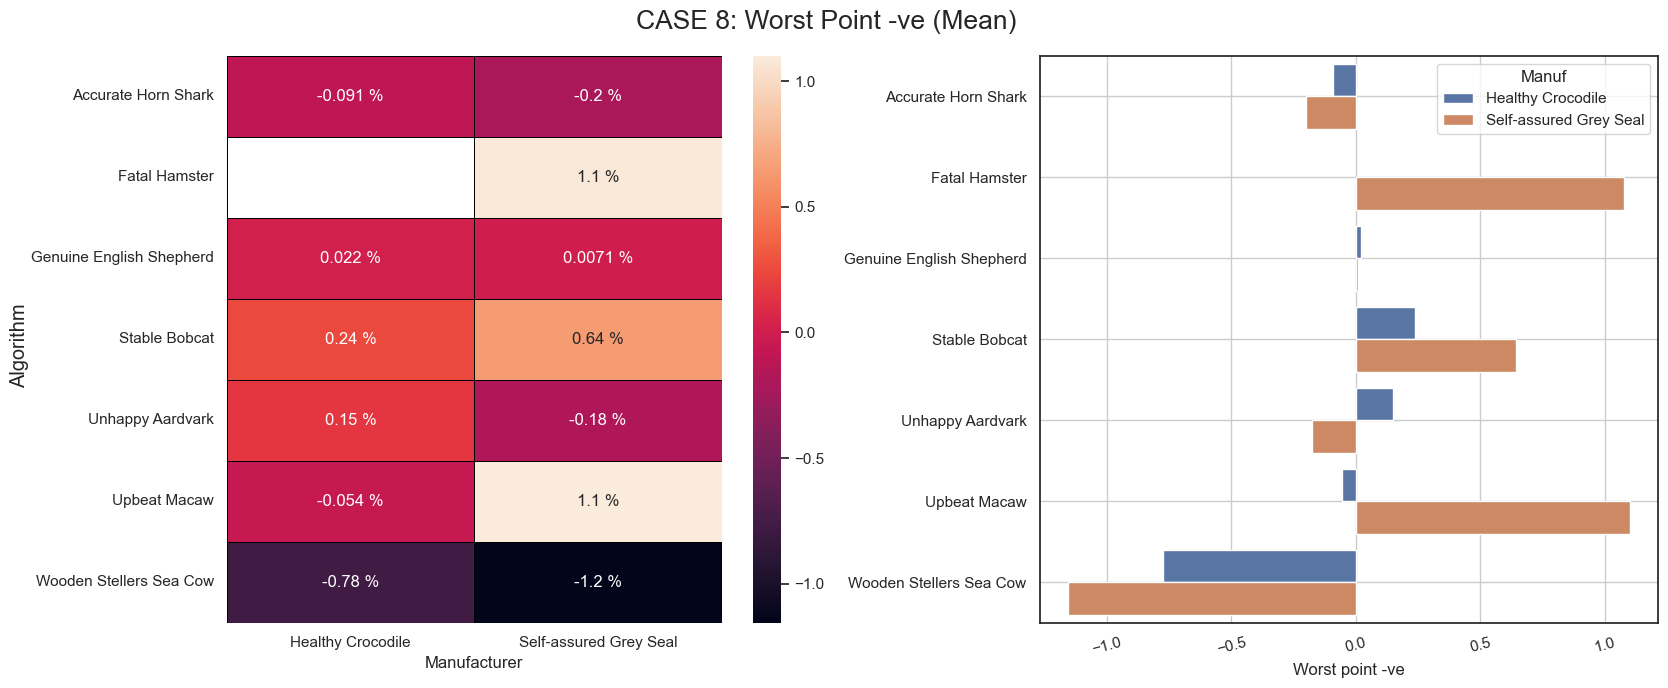 CASE 8: Worst Point -ve (Mean)
Algorithm
Accurate Horn Shark
-0.091 %
-0.2 %
Fatal Hamster
1.1 %
Genuine English Shepherd
0.022 %
0.0071 %
Stable Bobcat
0.24 %
0.64 %
Unhappy Aardvark
0.15 %
-0.18 %
Upbeat Macaw
-0.054 %
1.1 %
Wooden Stellers Sea Cow
-0.78 %
-1.2 %
Healthy Crocodile
Self-assured Grey Seal
Manufacturer
1.0
0.5
0.0
−0.5
−1.0
Manuf
Healthy Crocodile
Self-assured Grey Seal
Accurate Horn Shark
Fatal Hamster
Genuine English Shepherd
Stable Bobcat
Unhappy Aardvark
Upbeat Macaw
Wooden Stellers Sea Cow
−1.0
−0.5
0.0
0.5
1.0
Worst point -ve